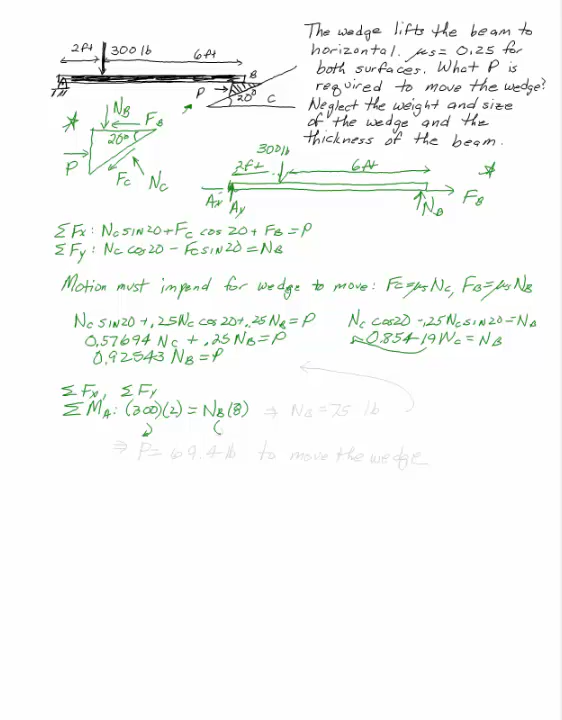 The wedge lifts the beam to
horizontal. μs = 0.25 for
both surfaces. What P is
required to move the wedge?
Neglect the weight and size
of the wedge and the
thickness of the beam.
2ft 300 lb 6ft
B
P
20°
C
NB
FB
20°
P
FC NC
300 lb
2ft 6ft
Ax
Ay
NB
FB
ΣFx: Nc sin20 + Fc cos 20 + FB = P
ΣFy: Nc cos20 - Fc sin20 = NB
Motion must impend for wedge to move: Fc = μs Nc, FB = μs NB
Nc sin20 + .25Nc cos 20 + .25 NB = P
0.57694 Nc + .25 NB = P
0.92543 NB = P
Nc cos20 - .25Nc sin20 = NB
0.85419 Nc = NB
ΣFx, ΣFy
ΣMA: (300)(2) = NB(8) ⇒ NB = 75 lb
⇒ P = 69.4 lb to move the wedge